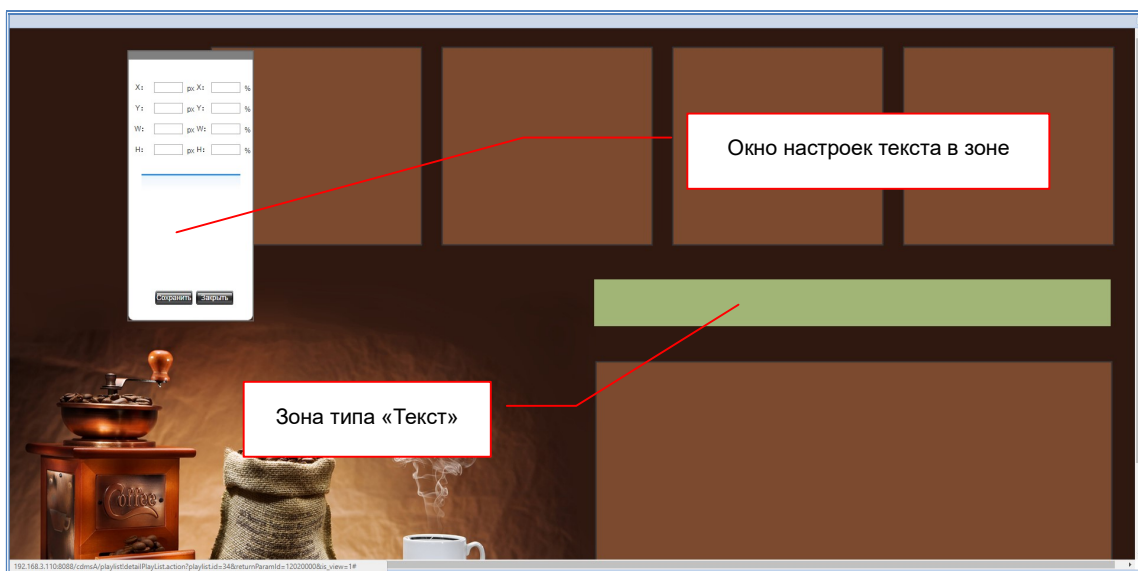 X: px X: %
Y: px Y: %
W: px W: %
H: px H: %
Окно настроек текста в зоне
Сохранить Закрыть
Зона типа «Текст»
Coffee
192.168.3.110:8088/cdmsA/playlist!detailPlayList.action?playlist.id=34&returnParamId=12020000&is_view=1#